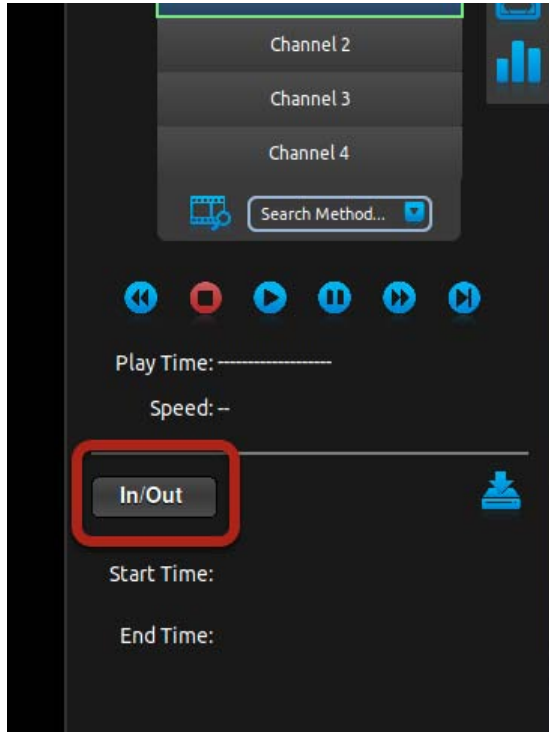 Channel 2
Channel 3
Channel 4
Search Method...
Play Time: -------------------
Speed: --
In/Out
Start Time:
End Time: